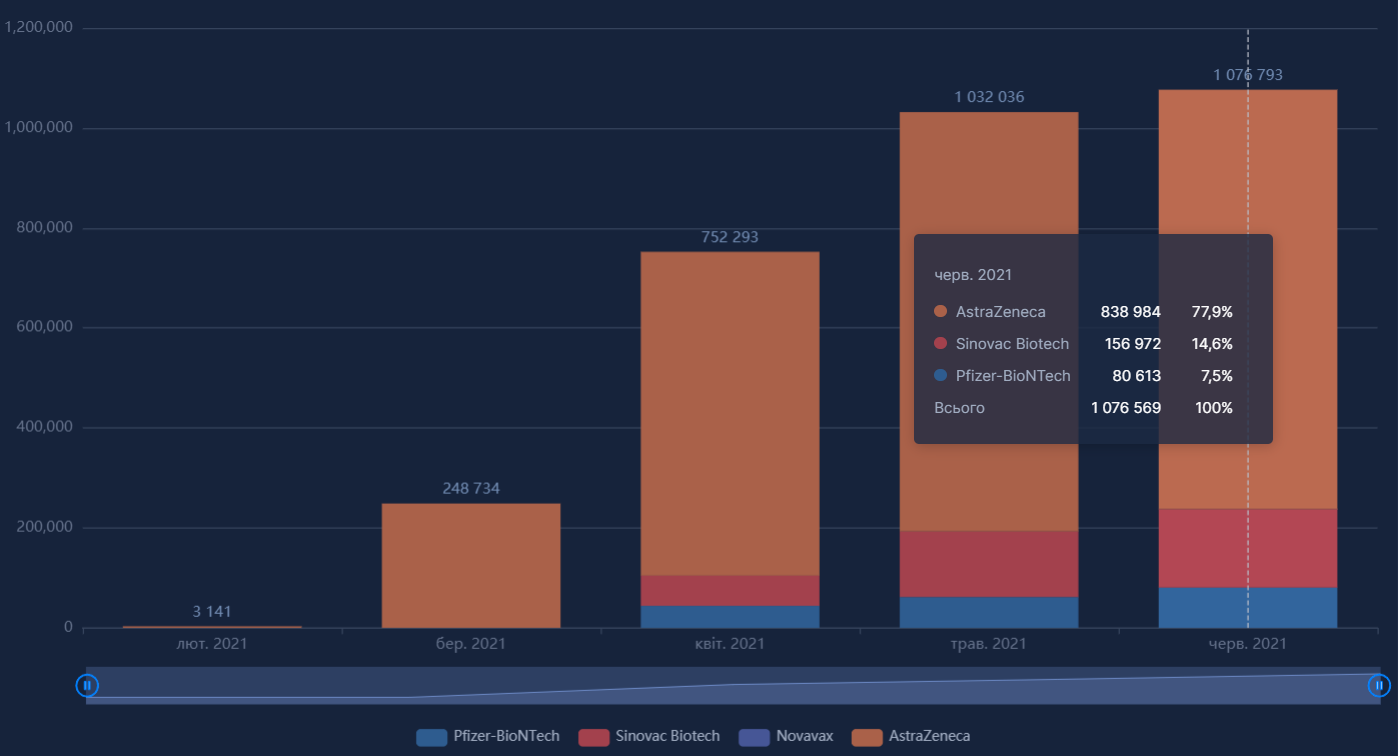 1,200,000
1 076 793
1 032 036
1,000,000
800,000
752 293
черв. 2021
AstraZeneca 838 984 77,9%
Sinovac Biotech 156 972 14,6%
Pfizer-BioNTech 80 613 7,5%
Всього 1 076 569 100%
600,000
400,000
248 734
200,000
3 141
0
лют. 2021 бер. 2021 квіт. 2021 трав. 2021 черв. 2021
Pfizer-BioNTech Sinovac Biotech Novavax AstraZeneca